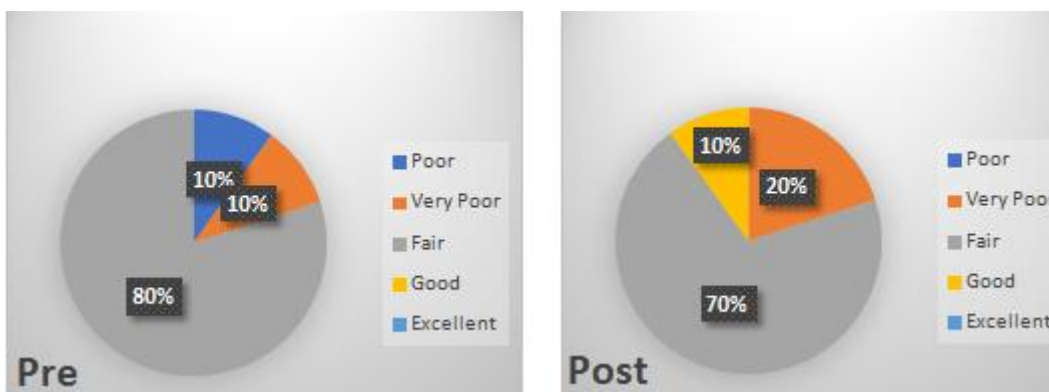 10%
10%
80%
Poor
Very Poor
Fair
Good
Excellent
Pre
10%
20%
70%
Poor
Very Poor
Fair
Good
Excellent
Post